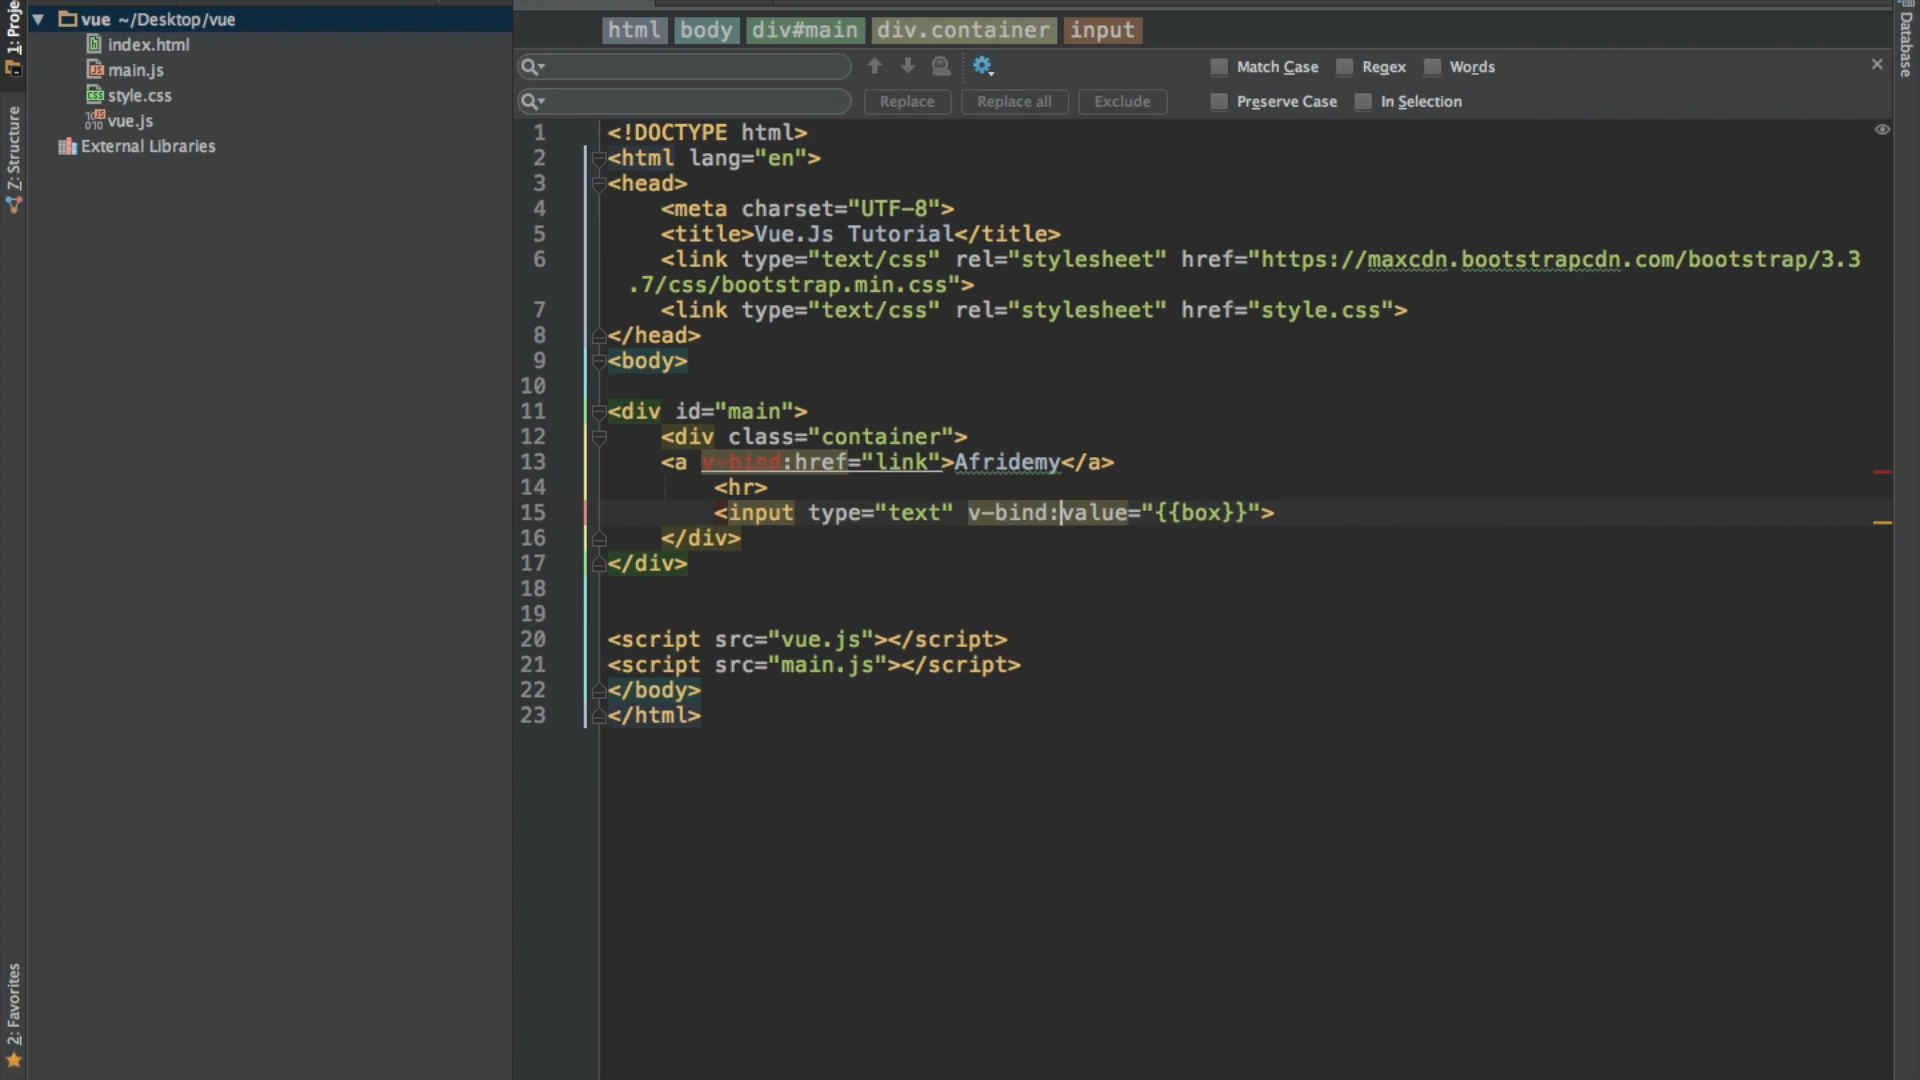 1: Proje
Z: Structure
2: Favorites
vue ~/Desktop/vue
index.html
main.js
style.css
vue.js
External Libraries
html body div#main div.container input
Match Case Regex Words
Replace Replace all Exclude Preserve Case In Selection
1 <!DOCTYPE html>
2 <html lang="en">
3 <head>
4 <meta charset="UTF-8">
5 <title>Vue.Js Tutorial</title>
6 <link type="text/css" rel="stylesheet" href="https://maxcdn.bootstrapcdn.com/bootstrap/3.3
.7/css/bootstrap.min.css">
7 <link type="text/css" rel="stylesheet" href="style.css">
8 </head>
9 <body>
10
11 <div id="main">
12 <div class="container">
13 <a v-bind:href="link">Afridemy</a>
14 <hr>
15 <input type="text" v-bind:value="{{box}}">
16 </div>
17 </div>
18
19
20 <script src="vue.js"></script>
21 <script src="main.js"></script>
22 </body>
23 </html>
Database